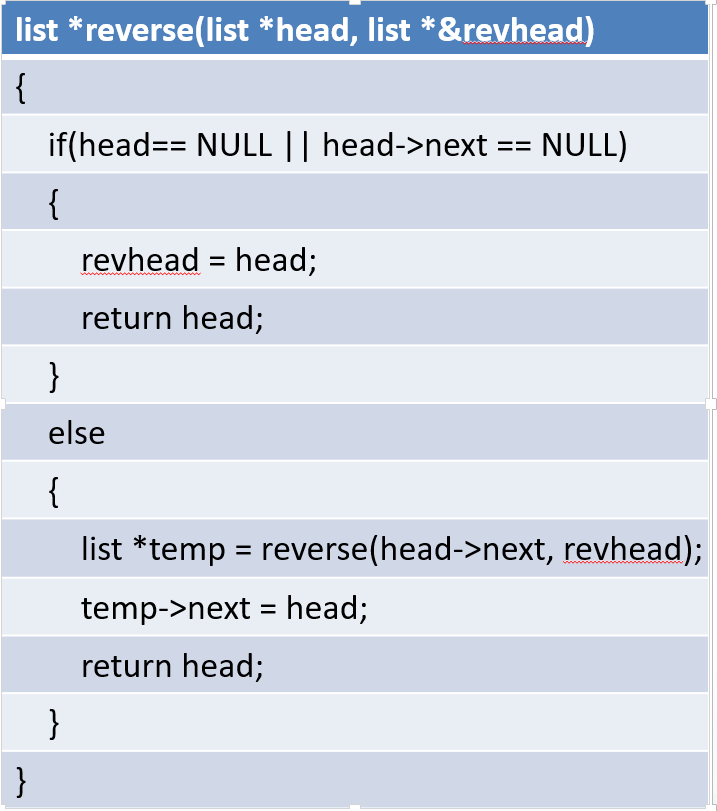 list *reverse(list *head, list *&revhead)
{
if(head== NULL || head->next == NULL)
{
revhead = head;
return head;
}
else
{
list *temp = reverse(head->next, revhead);
temp->next = head;
return head;
}
}